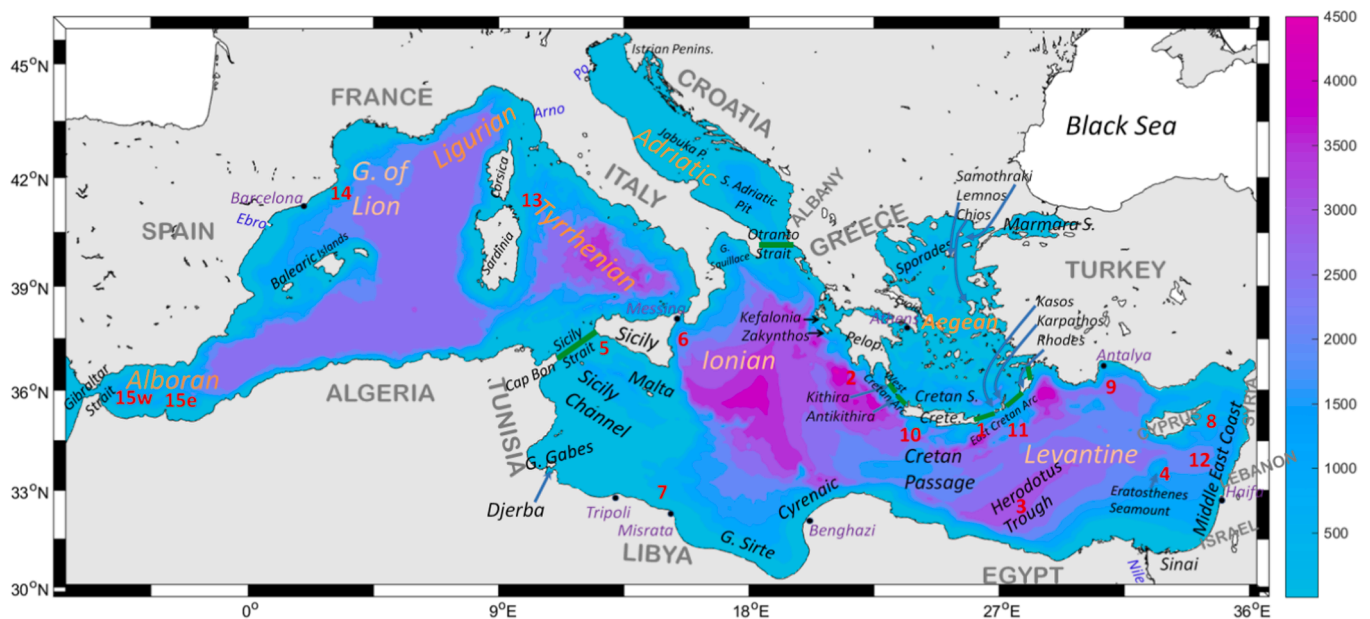 45°N
42°N
39°N
36°N
33°N
30°N
0°
9°E
18°E
27°E
36°E
4500
4000
3500
3000
2500
2000
1500
1000
500
FRANCE
SPAIN
ITALY
CROATIA
ALBANY
GREECE
TURKEY
ALGERIA
TUNISIA
LIBYA
EGYPT
CYPRUS
SYRIA
LEBANON
ISRAEL
Istrian Penins.
Po
Arno
Ligurian
G. of
Lion
Barcelona
Ebro
Balearic Islands
Corsica
Sardinia
Tyrrhenian
Adriatic
Jabuka P.
S. Adriatic
Pit
Otranto
Strait
G.
Squillace
Messina
Sicily
Sicily
Strait
Cap Bon
Malta
Sicily
Channel
G. Gabes
Djerba
Tripoli
Misrata
G. Sirte
Cyrenaic
Benghazi
Gibraltar
Strait
Alboran
Ionian
Kefalonia
Zakynthos
Pelop.
Athens
Aegean
Sporades
Samothraki
Lemnos
Chios
Marmara S.
Black Sea
Kasos
Karpathos
Rhodes
Antalya
Kithira
Antikithira
West
Cretan Arc
Cretan S.
Crete
East Cretan Arc
Cretan
Passage
Levantine
Herodotus
Trough
Eratosthenes
Seamount
Middle East Coast
Haifa
Sinai
Nile
1
2
3
4
5
6
7
8
9
10
11
12
13
14
15w
15e